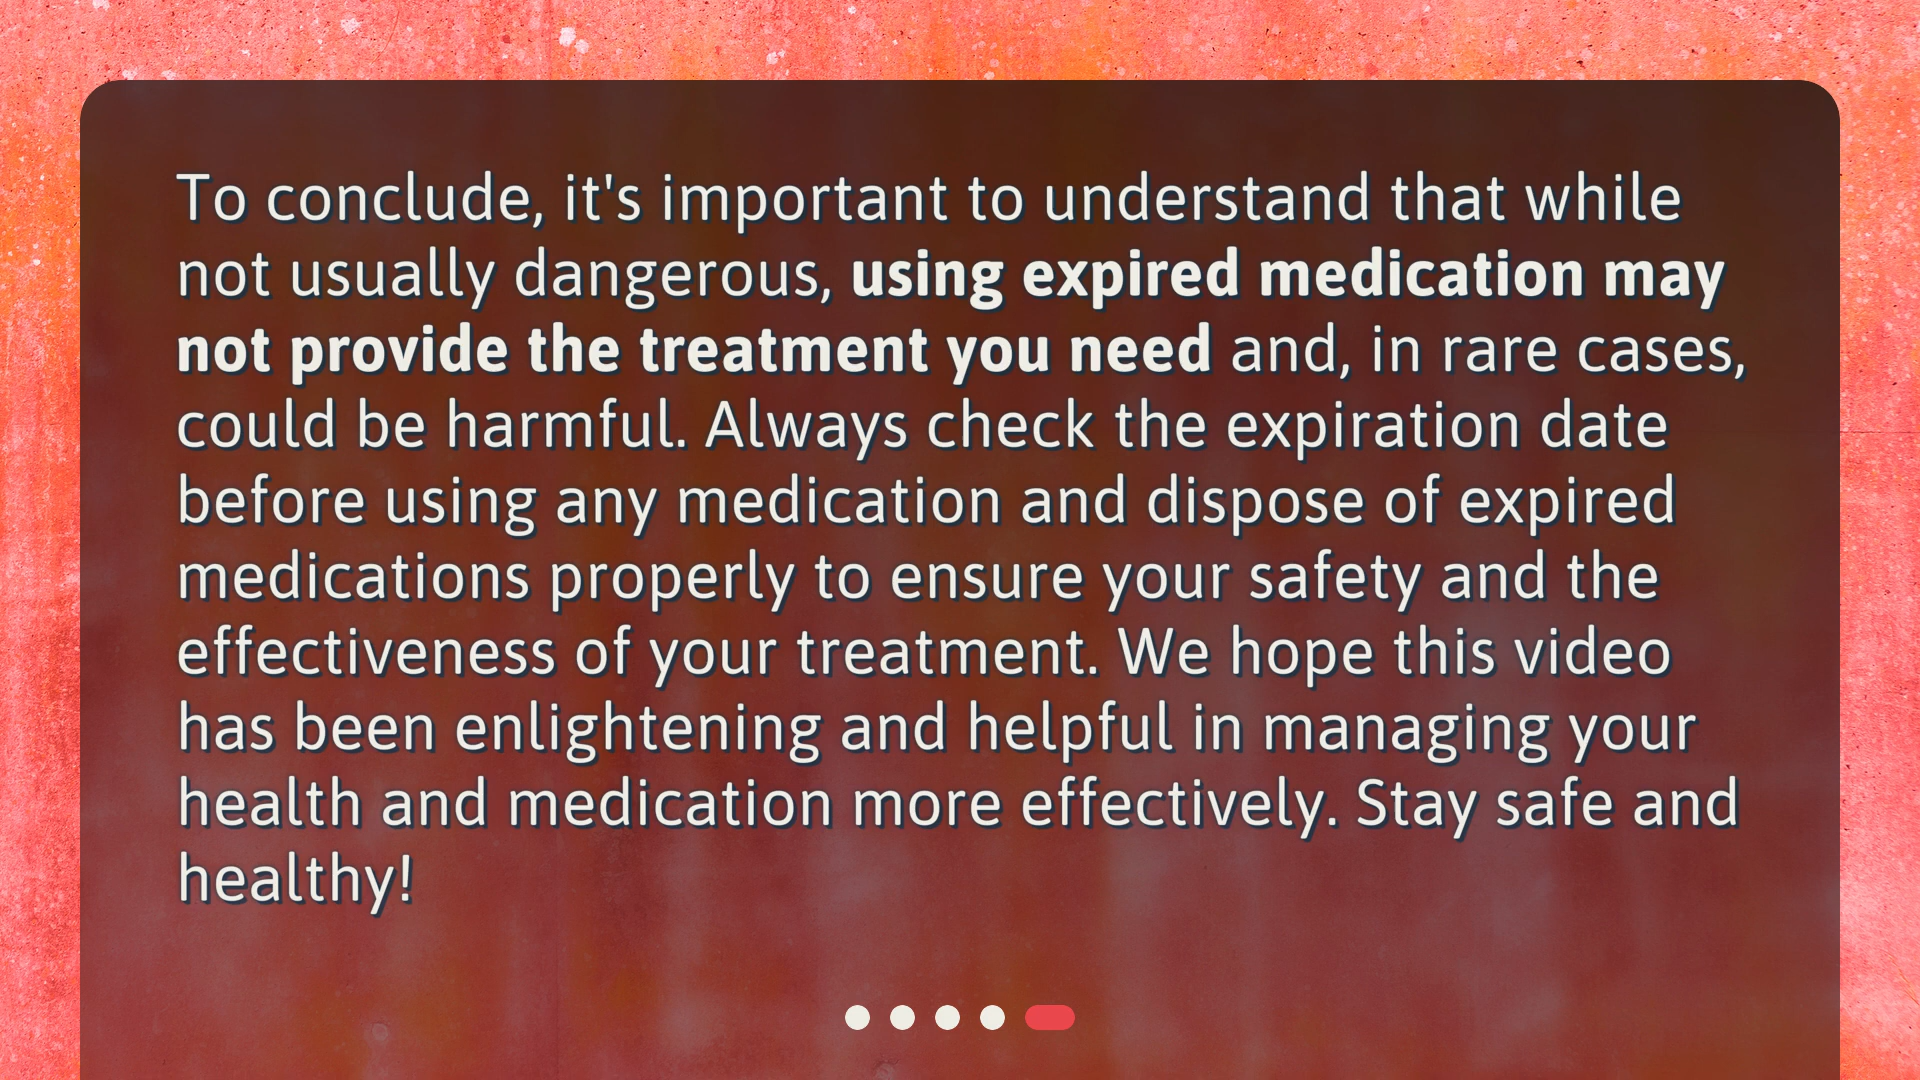 To conclude, it's important to understand that while
not usually dangerous, using expired medication may
not provide the treatment you need and, in rare cases,
could be harmful. Always check the expiration date
before using any medication and dispose of expired
medications properly to ensure your safety and the
effectiveness of your treatment. We hope this video
has been enlightening and helpful in managing your
health and medication more effectively. Stay safe and
healthy!